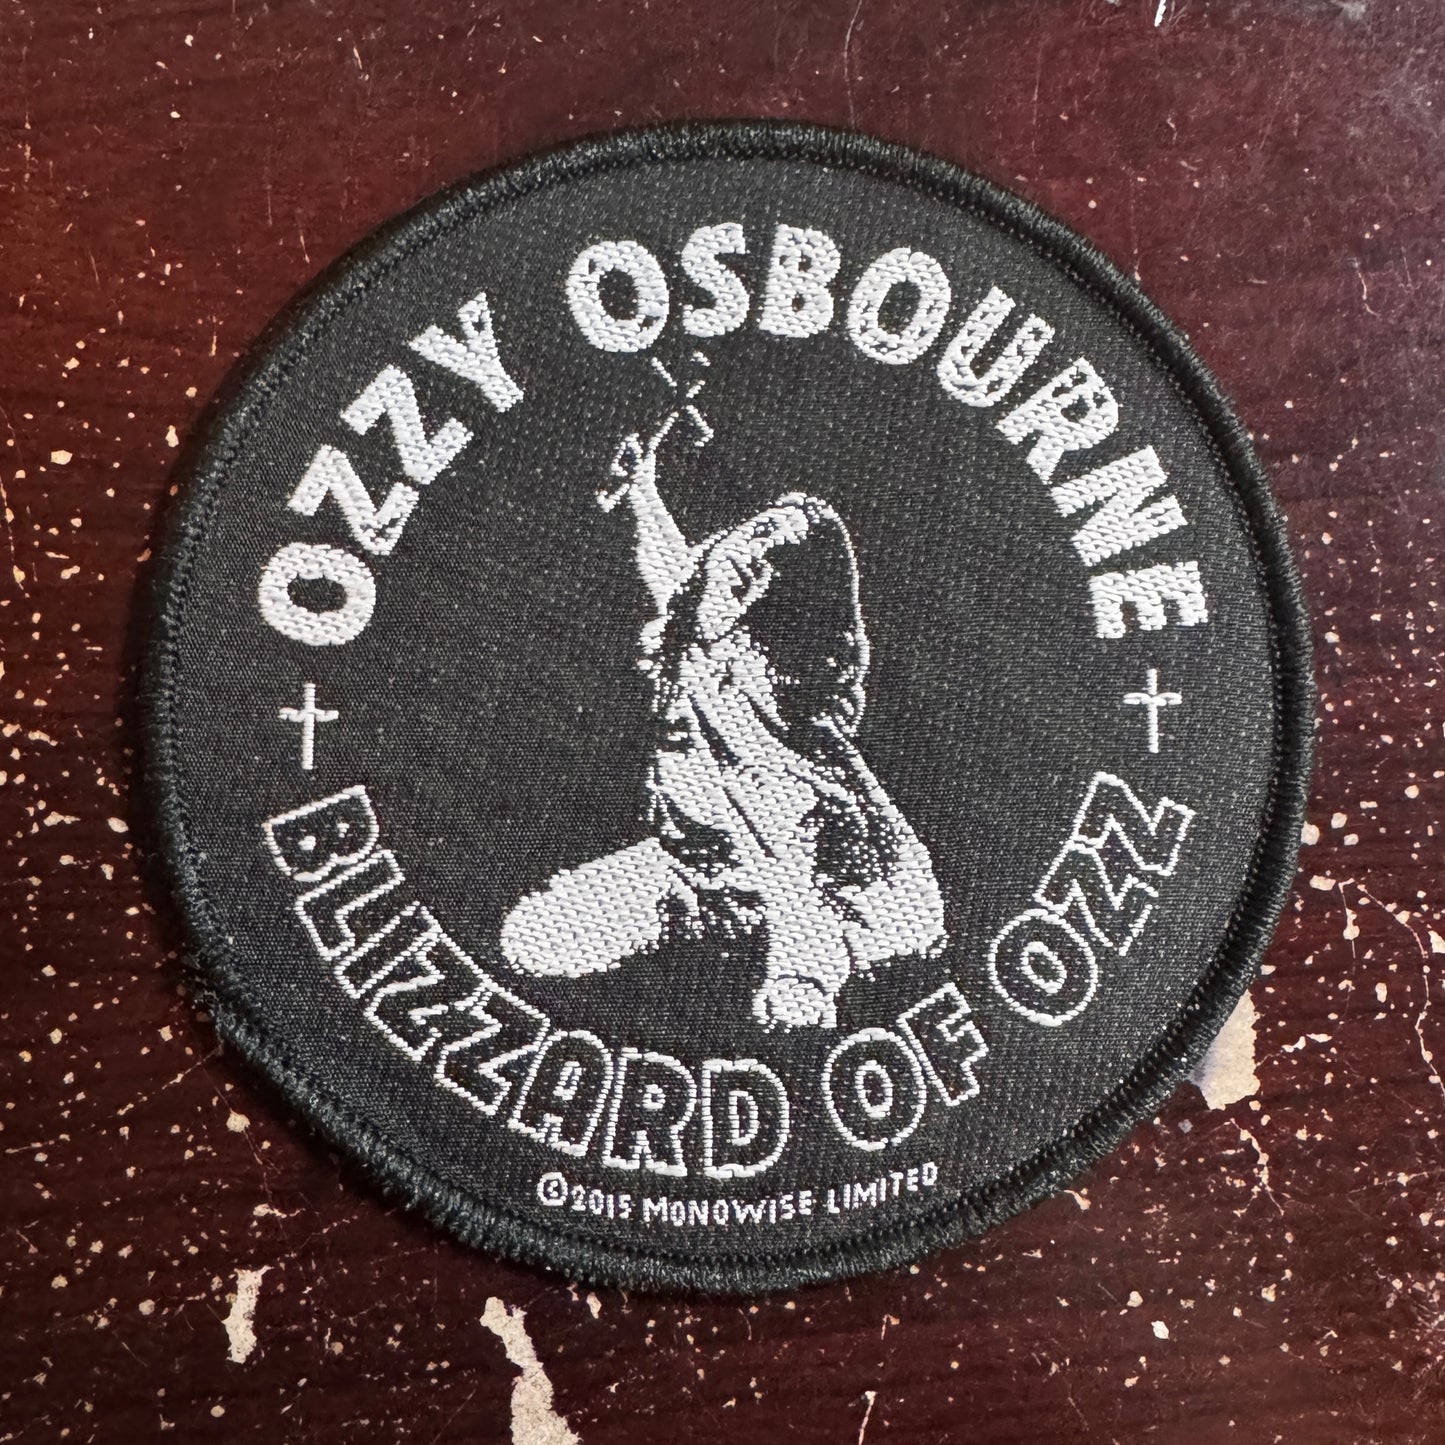 OZZY OSBOURNE
BLIZZARD OF OZZ
©2015 MONOWISE LIMITED